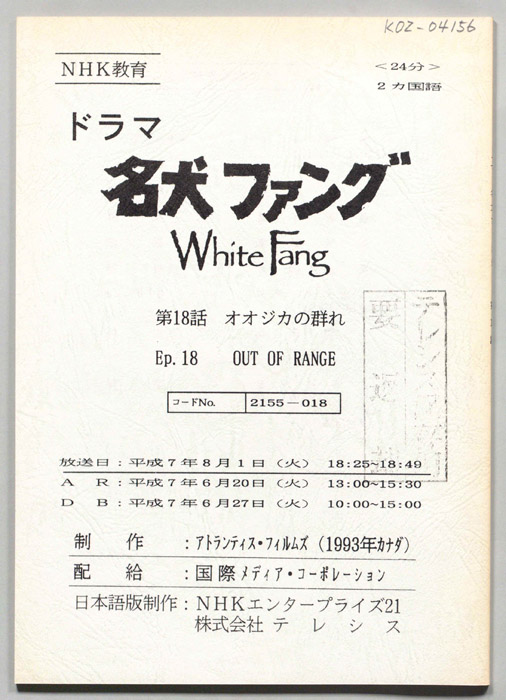 KOZ-04156
NHK教育
<24分>
2カ国語
ドラマ
名犬ファング
White Fang
第18話 オオジカの群れ
Ep. 18 OUT OF RANGE
コードNo. 2155-018
放送日:平成7年8月1日(火) 18:25~18:49
A R:平成7年6月20日(火) 13:00~15:30
D B:平成7年6月27日(火) 10:00~15:00
制 作 :アトランティス・フィルムズ(1993年カナダ)
配 給 :国際メディア・コーポレーション
日本語版制作:NHKエンタープライズ21
株式会社 テレシス